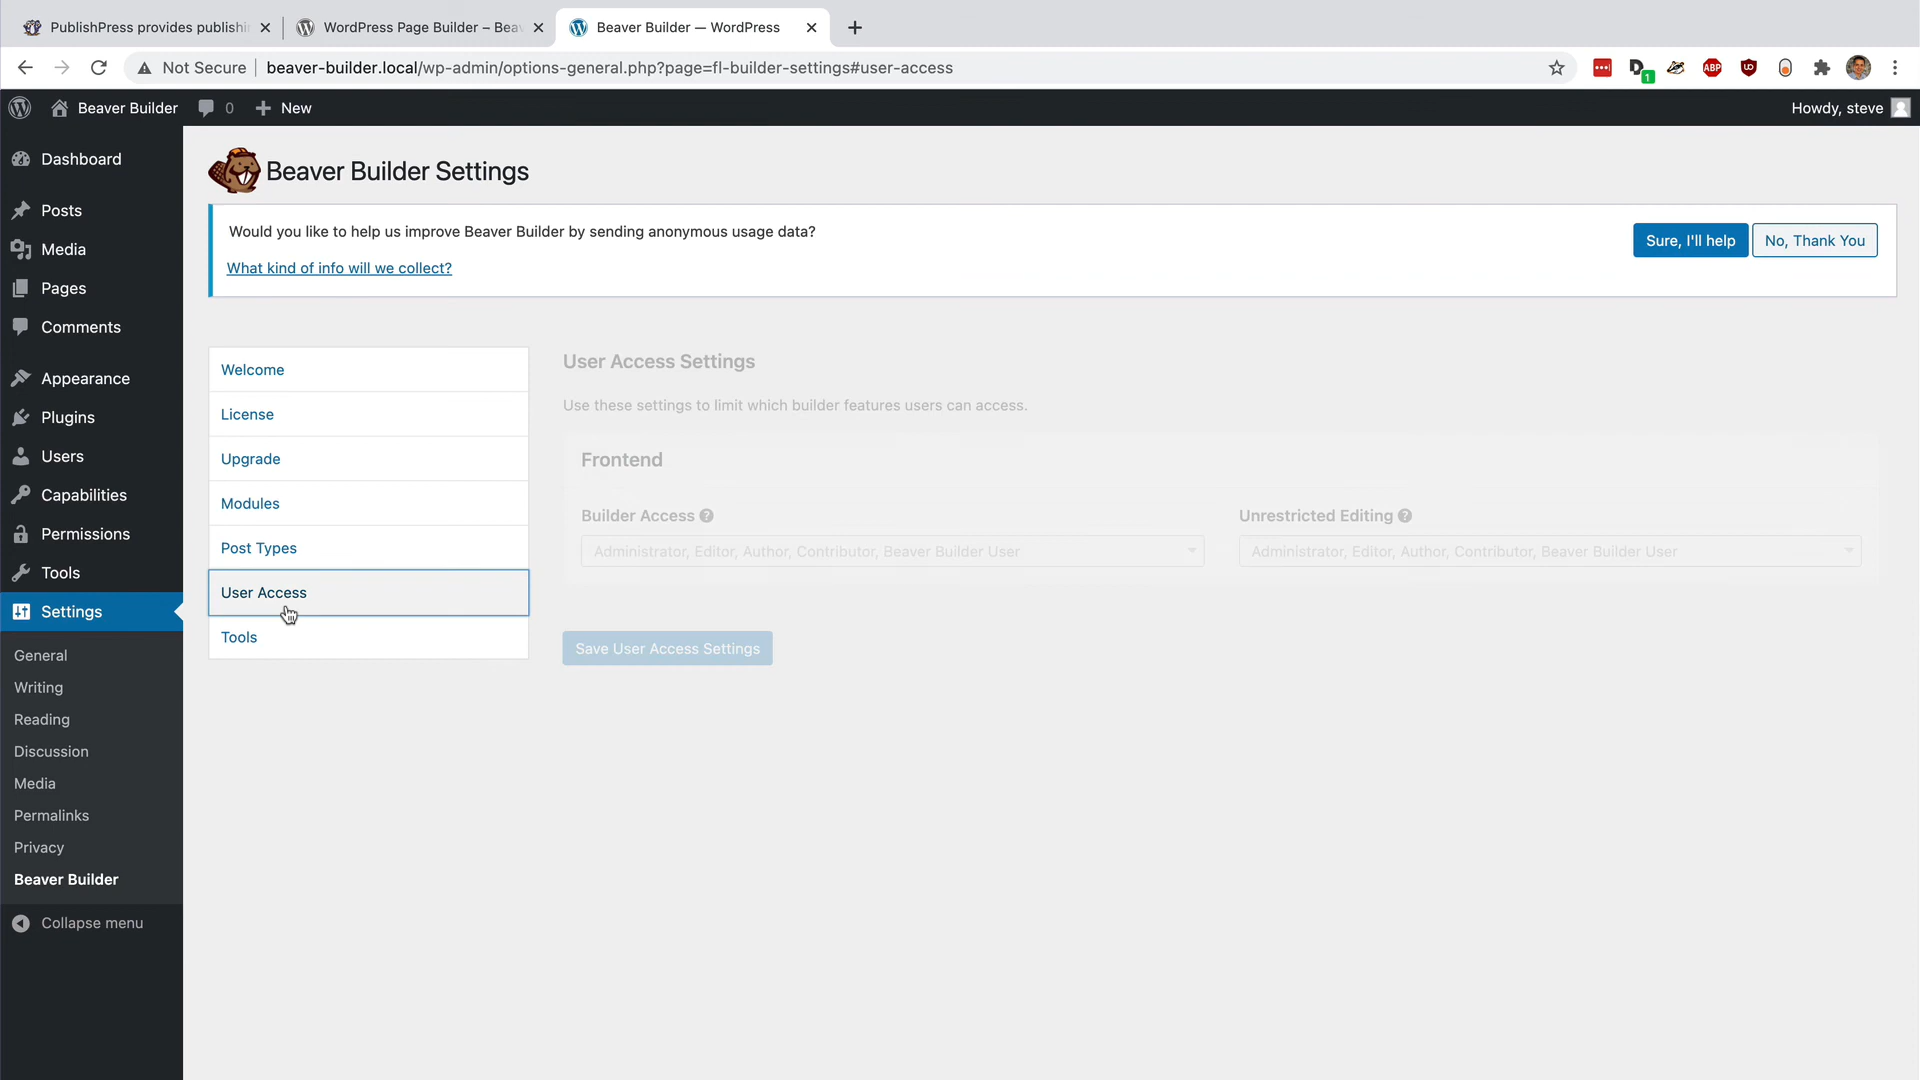 PublishPress provides publishi
WordPress Page Builder – Beav
Beaver Builder — WordPress
Not Secure
beaver-builder.local/wp-admin/options-general.php?page=fl-builder-settings#user-access
1
ABP
Beaver Builder
0
New
Howdy, steve
Dashboard
Posts
Media
Pages
Comments
Appearance
Plugins
Users
Capabilities
Permissions
Tools
Settings
General
Writing
Reading
Discussion
Media
Permalinks
Privacy
Beaver Builder
Collapse menu
Beaver Builder Settings
Would you like to help us improve Beaver Builder by sending anonymous usage data?
What kind of info will we collect?
Sure, I'll help
No, Thank You
Welcome
License
Upgrade
Modules
Post Types
User Access
Tools
User Access Settings
Use these settings to limit which builder features users can access.
Frontend
Builder Access
Administrator, Editor, Author, Contributor, Beaver Builder User
Unrestricted Editing
Administrator, Editor, Author, Contributor, Beaver Builder User
Save User Access Settings